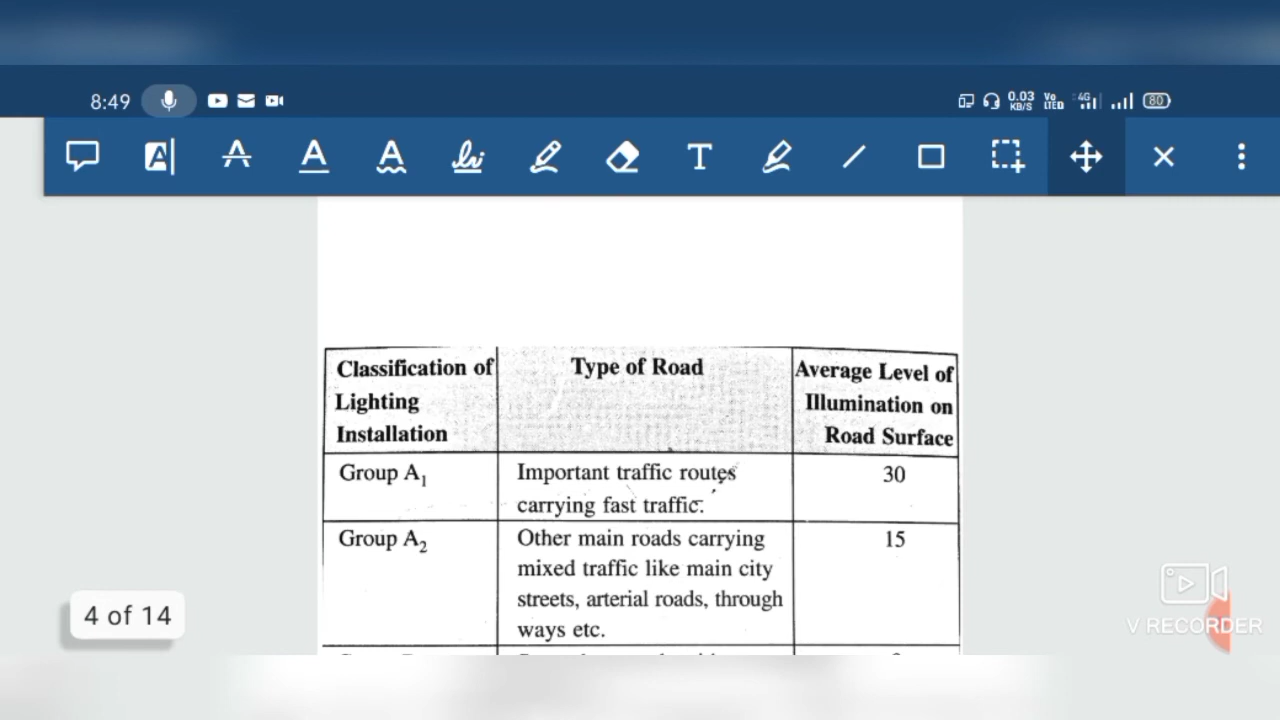 8:49
0.03 KB/S
Vo LTED
4G
80
A
A
A
A
T
Classification of Lighting Installation
Type of Road
Average Level of Illumination on Road Surface
Group A₁
Important traffic routes
carrying fast traffic.
30
Group A₂
Other main roads carrying
mixed traffic like main city
streets, arterial roads, through
ways etc.
15
4 of 14
V RECORDER